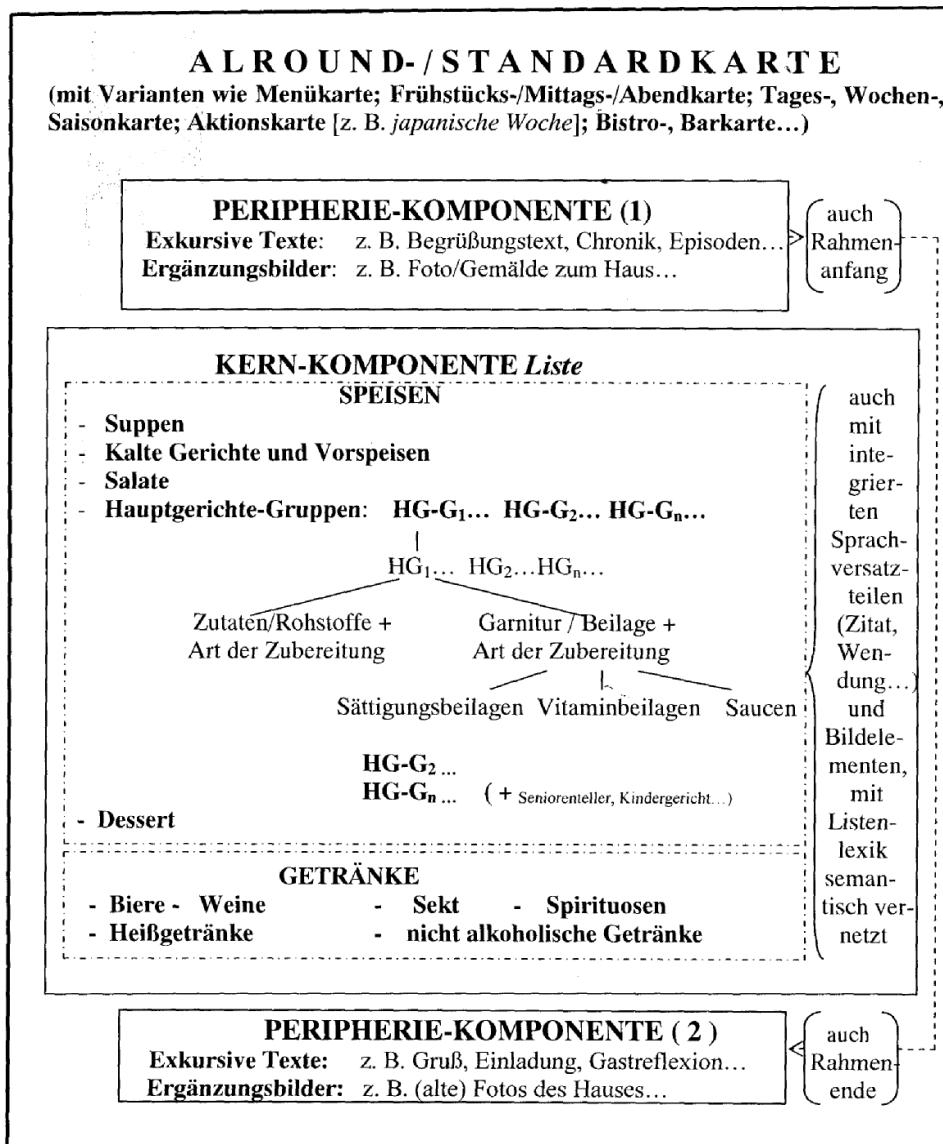 ALROUND-/STANDARDKARTE
(mit Varianten wie Menükarte; Frühstücks-/Mittags-/Abendkarte; Tages-, Wochen-,
Saisonkarte; Aktionskarte [z. B. japanische Woche]; Bistro-, Barkarte…)
PERIPHERIE-KOMPONENTE (1)
Exkursive Texte: z. B. Begrüßungstext, Chronik, Episoden…
Ergänzungsbilder: z. B. Foto/Gemälde zum Haus…
auch
Rahmen-
anfang
KERN-KOMPONENTE Liste
SPEISEN
- Suppen
- Kalte Gerichte und Vorspeisen
- Salate
- Hauptgerichte-Gruppen: HG-G1… HG-G2… HG-Gn…
HG1… HG2…HGn…
Zutaten/Rohstoffe +
Art der Zubereitung
Garnitur / Beilage +
Art der Zubereitung
Sättigungsbeilagen Vitaminbeilagen Saucen
HG-G2 ...
HG-Gn ... ( + Seniorenteller, Kindergericht…)
- Dessert
GETRÄNKE
- Biere - Weine - Sekt - Spirituosen
- Heißgetränke - nicht alkoholische Getränke
auch
mit
inte-
grier-
ten
Sprach-
versatz-
teilen
(Zitat,
Wen-
dung…)
und
Bildele-
menten,
mit
Listen-
lexik
seman-
tisch ver-
netzt
PERIPHERIE-KOMPONENTE ( 2 )
Exkursive Texte: z. B. Gruß, Einladung, Gastreflexion…
Ergänzungsbilder: z. B. (alte) Fotos des Hauses…
auch
Rahmen-
ende